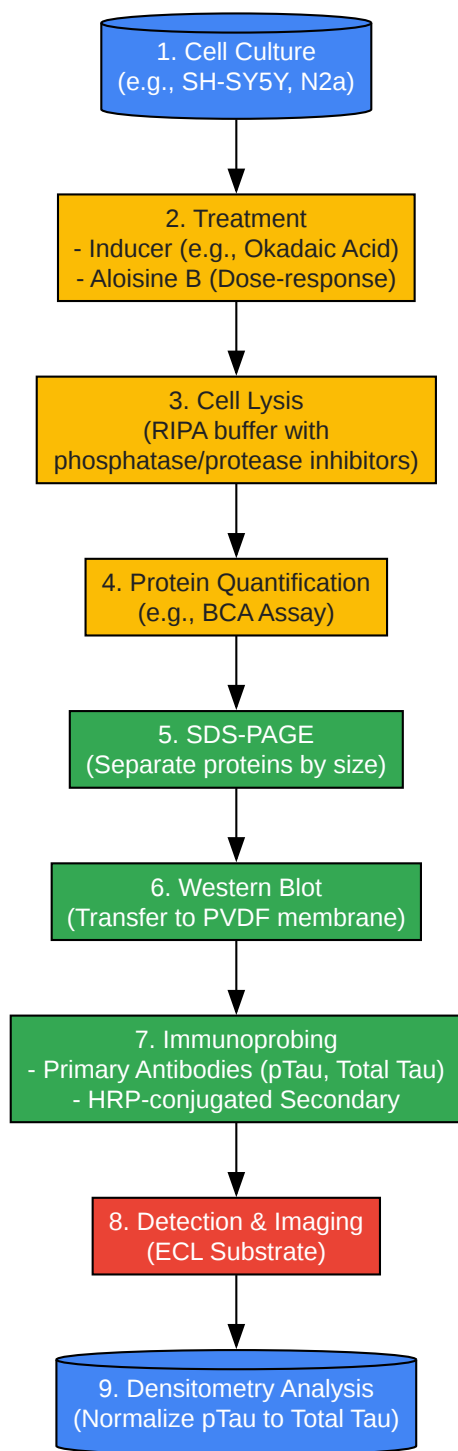 1. Cell Culture
(e.g., SH-SY5Y, N2a)
2. Treatment
- Inducer (e.g., Okadaic Acid)
- Aloisine B (Dose-response)
3. Cell Lysis
(RIPA buffer with
phosphatase/protease inhibitors)
4. Protein Quantification
(e.g., BCA Assay)
5. SDS-PAGE
(Separate proteins by size)
6. Western Blot
(Transfer to PVDF membrane)
7. Immunoprobing
- Primary Antibodies (pTau, Total Tau)
- HRP-conjugated Secondary
8. Detection & Imaging
(ECL Substrate)
9. Densitometry Analysis
(Normalize pTau to Total Tau)